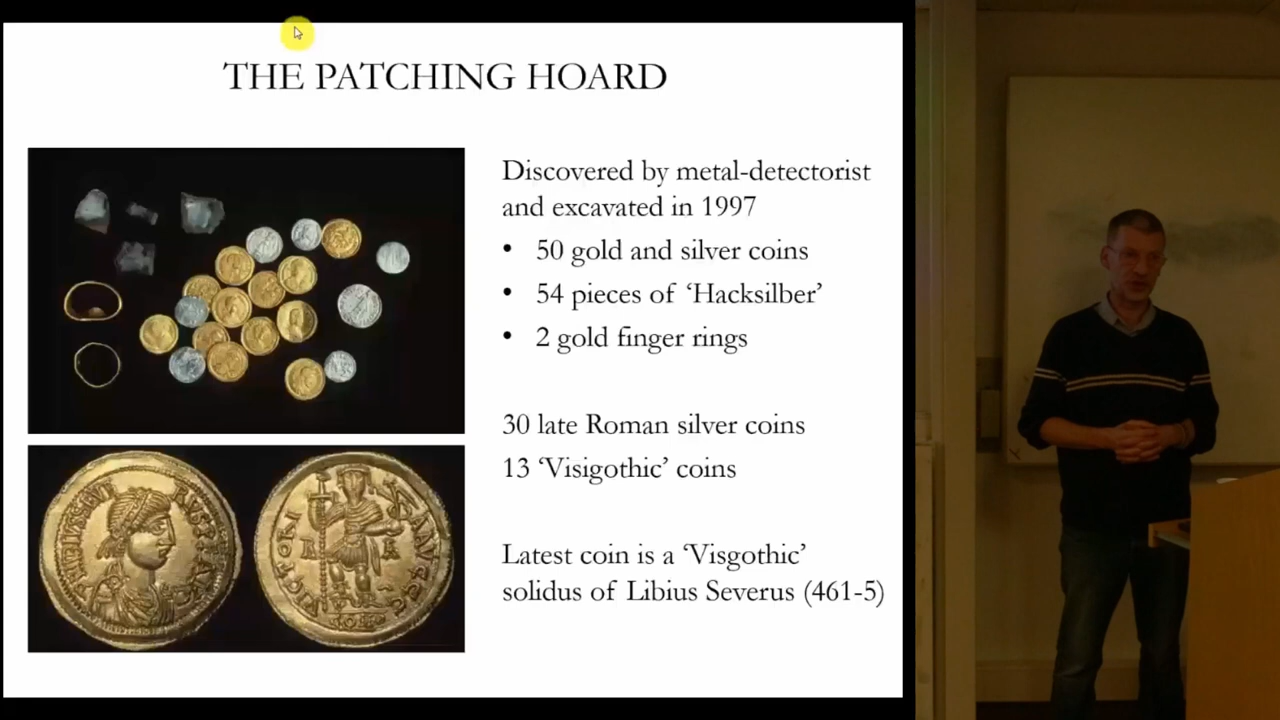 THE PATCHING HOARD
Discovered by metal-detectorist
and excavated in 1997
• 50 gold and silver coins
• 54 pieces of ‘Hacksilber’
• 2 gold finger rings
30 late Roman silver coins
13 ‘Visigothic’ coins
Latest coin is a ‘Visgothic’
solidus of Libius Severus (461-5)